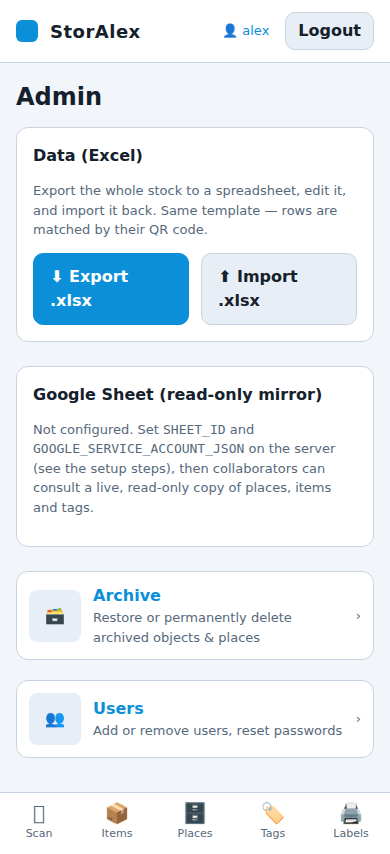 StorAlex
alex
Logout
Admin
Data (Excel)
Export the whole stock to a spreadsheet, edit it,
and import it back. Same template — rows are
matched by their QR code.
⬇ Export
.xlsx
⬆ Import
.xlsx
Google Sheet (read-only mirror)
Not configured. Set SHEET_ID and
GOOGLE_SERVICE_ACCOUNT_JSON on the server
(see the setup steps), then collaborators can
consult a live, read-only copy of places, items
and tags.
Archive
Restore or permanently delete
archived objects & places
›
Users
Add or remove users, reset passwords
›
Scan
Items
Places
Tags
Labels